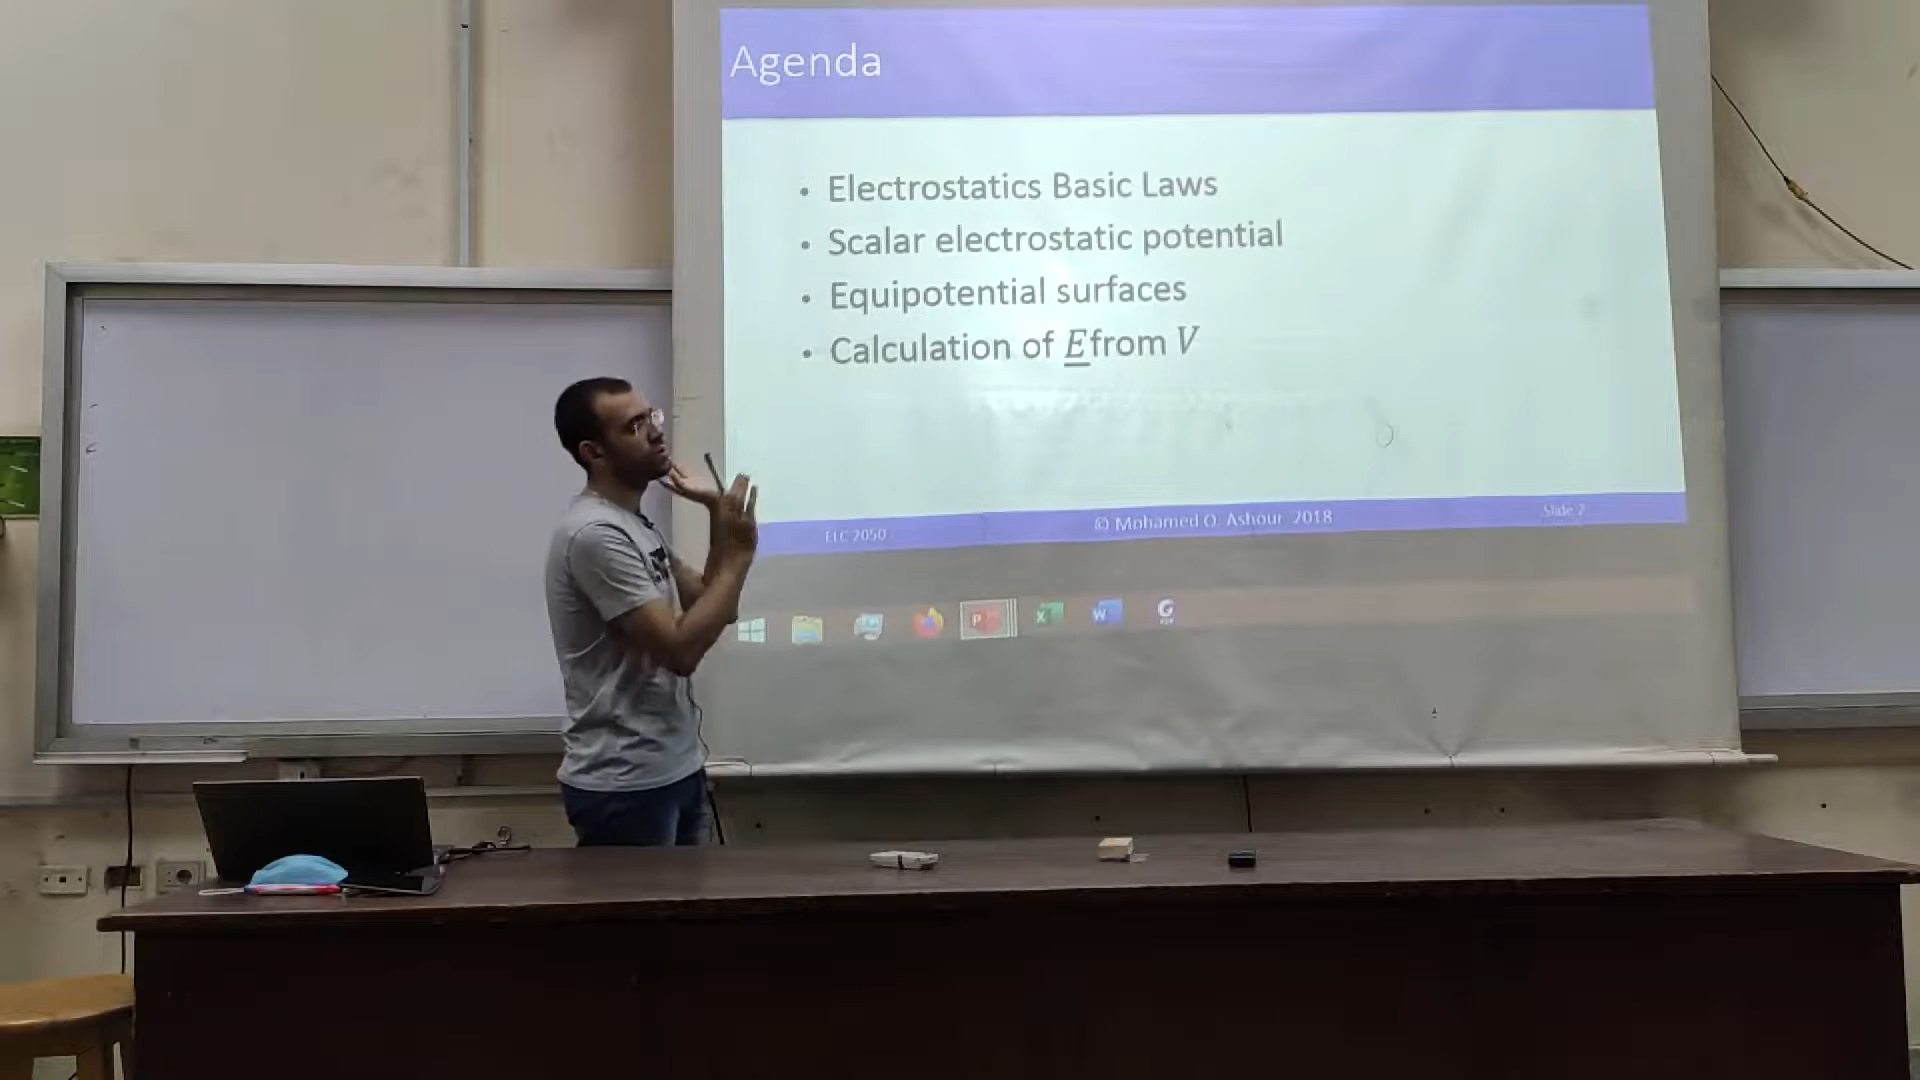 Agenda
• Electrostatics Basic Laws
• Scalar electrostatic potential
• Equipotential surfaces
• Calculation of E from V
ELC 2050
© Mohamed O. Ashour 2018
Slide 2